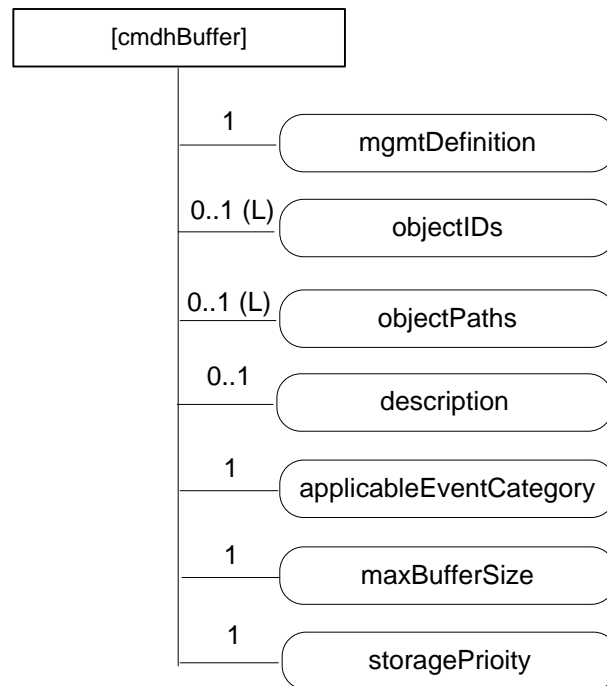 [cmdhBuffer]
1
mgmtDefinition
0..1 (L)
objectIDs
0..1 (L)
objectPaths
0..1
description
1
applicableEventCategory
1
maxBufferSize
1
storagePrioity